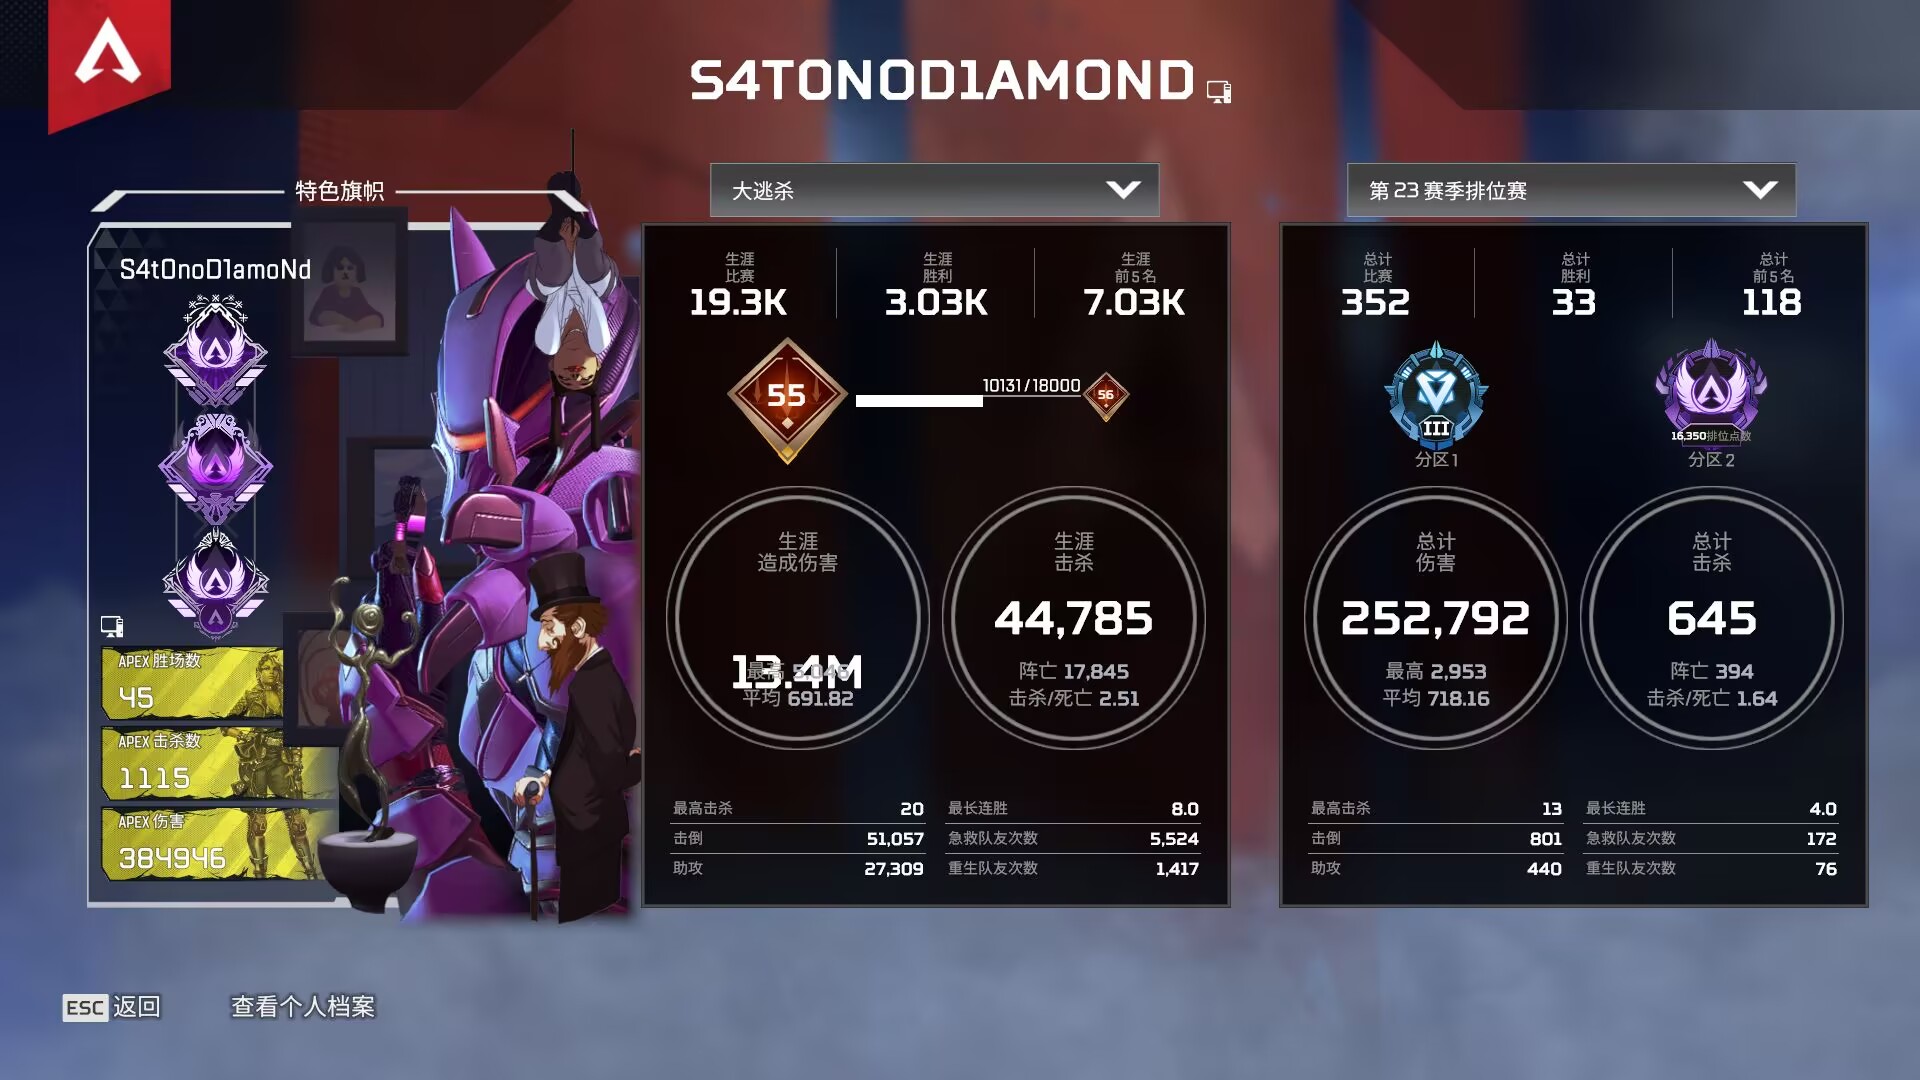 S4TONOD1AMOND
特色旗帜
S4tOnoD1amoNd
APEX 胜场数
45
APEX 击杀数
1115
APEX 伤害
384946
大逃杀
生涯
比赛
19.3K
生涯
胜利
3.03K
生涯
前5名
7.03K
55
10131/18000
56
生涯
造成伤害
13.4M
最高
平均 691.82
生涯
击杀
44,785
阵亡 17,845
击杀/死亡 2.51
最高击杀 20
击倒 51,057
助攻 27,309
最长连胜 8.0
急救队友次数 5,524
重生队友次数 1,417
第 23 赛季排位赛
总计
比赛
352
总计
胜利
33
总计
前5名
118
III
分区1
16,350排位点数
分区2
总计
伤害
252,792
最高 2,953
平均 718.16
总计
击杀
645
阵亡 394
击杀/死亡 1.64
最高击杀 13
击倒 801
助攻 440
最长连胜 4.0
急救队友次数 172
重生队友次数 76
ESC 返回
查看个人档案